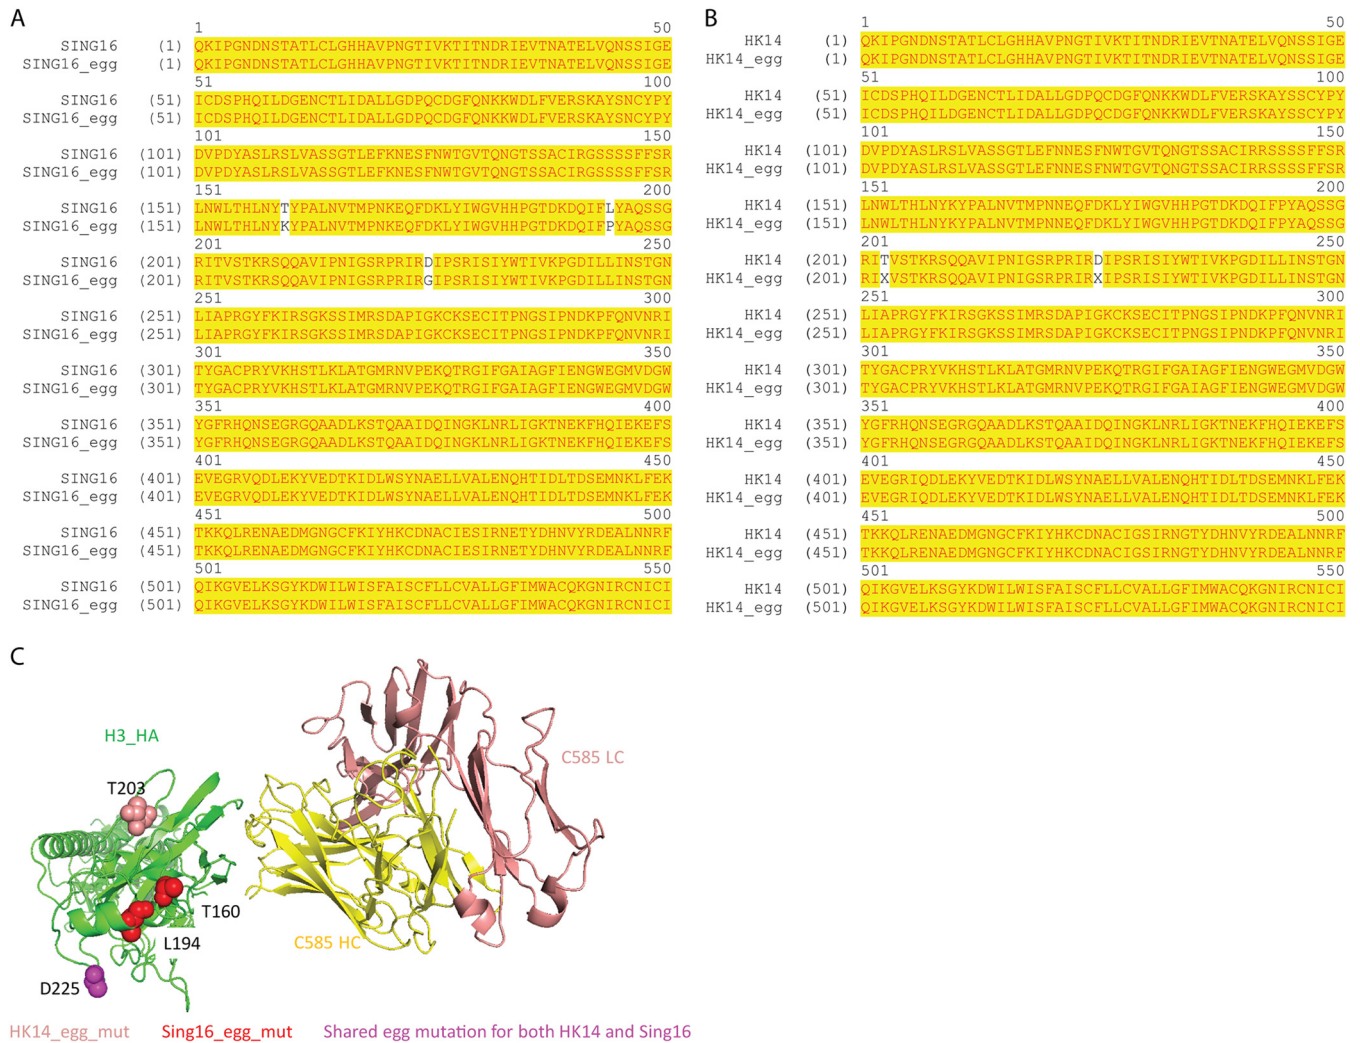 A
1 50
SING16 (1) QKIPGNDNSTATLCLGHHAVPNGTIVKTITNDRIEVTNATELVQNSSIGE
SING16_egg (1) QKIPGNDNSTATLCLGHHAVPNGTIVKTITNDRIEVTNATELVQNSSIGE
51 100
SING16 (51) ICDSPHQILDGENCTLIDALLGDPQCDGFQNKKWDLFVERSKAYSNCYPY
SING16_egg (51) ICDSPHQILDGENCTLIDALLGDPQCDGFQNKKWDLFVERSKAYSNCYPY
101 150
SING16 (101) DVPDYASLRSLVASSGTLEFKNESFNWTGVTQNGTSSACIRGSSSSFFSR
SING16_egg (101) DVPDYASLRSLVASSGTLEFKNESFNWTGVTQNGTSSACIRGSSSSFFSR
151 200
SING16 (151) LNWLTHLNYTYPALNVTMPNKEQFDKLYIWGVHHPGTDKDQIFLYAQSSG
SING16_egg (151) LNWLTHLNYKYPALNVTMPNKEQFDKLYIWGVHHPGTDKDQIFPYAQSSG
201 250
SING16 (201) RITVSTKRSQQAVIPNIGSRPRIRDIPSRISIYWTIVKPGDILLINSTGN
SING16_egg (201) RITVSTKRSQQAVIPNIGSRPRIRGIPSRISIYWTIVKPGDILLINSTGN
251 300
SING16 (251) LIAPRGYFKIRSGKSSIMRSDAPIGKCKSECITPNGSIPNDKPFQNVNRI
SING16_egg (251) LIAPRGYFKIRSGKSSIMRSDAPIGKCKSECITPNGSIPNDKPFQNVNRI
301 350
SING16 (301) TYGACPRYVKHSTLKLATGMRNVPEKQTRGIFGAIAGFIENGWEGMVDGW
SING16_egg (301) TYGACPRYVKHSTLKLATGMRNVPEKQTRGIFGAIAGFIENGWEGMVDGW
351 400
SING16 (351) YGFRHQNSEGRGQAADLKSTQAAIDQINGKLNRLIGKTNEKFHQIEKEFS
SING16_egg (351) YGFRHQNSEGRGQAADLKSTQAAIDQINGKLNRLIGKTNEKFHQIEKEFS
401 450
SING16 (401) EVEGRVQDLEKYVEDTKIDLWSYNAELLVALENQHTIDLTDSEMNKLFEK
SING16_egg (401) EVEGRVQDLEKYVEDTKIDLWSYNAELLVALENQHTIDLTDSEMNKLFEK
451 500
SING16 (451) TKKQLRENAEDMGNGCFKIYHKCDNACIESIRNETYDHNVYRDEALNNRF
SING16_egg (451) TKKQLRENAEDMGNGCFKIYHKCDNACIESIRNETYDHNVYRDEALNNRF
501 550
SING16 (501) QIKGVELKSGYKDWILWISFAISCFLLCVALLGFIMWACQKGNIRCNICI
SING16_egg (501) QIKGVELKSGYKDWILWISFAISCFLLCVALLGFIMWACQKGNIRCNICI
B
1 50
HK14 (1) QKIPGNDNSTATLCLGHHAVPNGTIVKTITNDRIEVTNATELVQNSSIGE
HK14_egg (1) QKIPGNDNSTATLCLGHHAVPNGTIVKTITNDRIEVTNATELVQNSSIGE
51 100
HK14 (51) ICDSPHQILDGENCTLIDALLGDPQCDGFQNKKWDLFVERSKAYSSCYPY
HK14_egg (51) ICDSPHQILDGENCTLIDALLGDPQCDGFQNKKWDLFVERSKAYSSCYPY
101 150
HK14 (101) DVPDYASLRSLVASSGTLEFNNESFNWTGVTQNGTSSACIRRSSSSFFSR
HK14_egg (101) DVPDYASLRSLVASSGTLEFNNESFNWTGVTQNGTSSACIRRSSSSFFSR
151 200
HK14 (151) LNWLTHLNYKYPALNVTMPNNEQFDKLYIWGVHHPGTDKDQIFPYAQSSG
HK14_egg (151) LNWLTHLNYKYPALNVTMPNNEQFDKLYIWGVHHPGTDKDQIFPYAQSSG
201 250
HK14 (201) RITVSTKRSQQAVIPNIGSRPRIRDIPSRISIYWTIVKPGDILLINSTGN
HK14_egg (201) RIXVSTKRSQQAVIPNIGSRPRIRXIPSRISIYWTIVKPGDILLINSTGN
251 300
HK14 (251) LIAPRGYFKIRSGKSSIMRSDAPIGKCKSECITPNGSIPNDKPFQNVNRI
HK14_egg (251) LIAPRGYFKIRSGKSSIMRSDAPIGKCKSECITPNGSIPNDKPFQNVNRI
301 350
HK14 (301) TYGACPRYVKHSTLKLATGMRNVPEKQTRGIFGAIAGFIENGWEGMVDGW
HK14_egg (301) TYGACPRYVKHSTLKLATGMRNVPEKQTRGIFGAIAGFIENGWEGMVDGW
351 400
HK14 (351) YGFRHQNSEGRGQAADLKSTQAAIDQINGKLNRLIGKTNEKFHQIEKEFS
HK14_egg (351) YGFRHQNSEGRGQAADLKSTQAAIDQINGKLNRLIGKTNEKFHQIEKEFS
401 450
HK14 (401) EVEGRIQDLEKYVEDTKIDLWSYNAELLVALENQHTIDLTDSEMNKLFEK
HK14_egg (401) EVEGRIQDLEKYVEDTKIDLWSYNAELLVALENQHTIDLTDSEMNKLFEK
451 500
HK14 (451) TKKQLRENAEDMGNGCFKIYHKCDNACIGSIRNGTYDHNVYRDEALNNRF
HK14_egg (451) TKKQLRENAEDMGNGCFKIYHKCDNACIGSIRNGTYDHNVYRDEALNNRF
501 550
HK14 (501) QIKGVELKSGYKDWILWISFAISCFLLCVALLGFIMWACQKGNIRCNICI
HK14_egg (501) QIKGVELKSGYKDWILWISFAISCFLLCVALLGFIMWACQKGNIRCNICI
C
H3_HA
T203
C585 LC
T160
L194
C585 HC
D225
HK14_egg_mut Sing16_egg_mut Shared egg mutation for both HK14 and Sing16